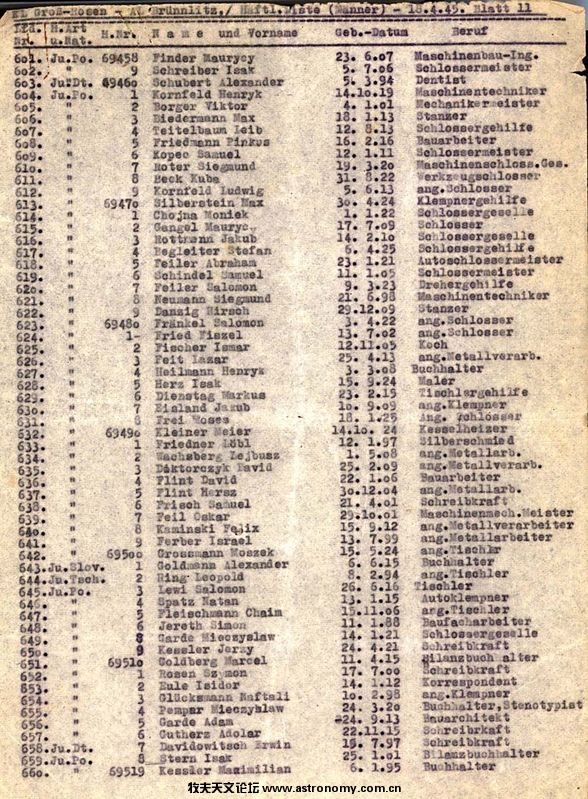 KL Groß-Rosen - AL Brünnlitz,/ Häftl.liste (Männer) - 18.4.45. Blatt 11
Lfd. H.Art H.Nr. Name und Vorname Geb.-Datum Beruf
Nr. u.Nat.
601. Ju.Po. 69458 Finder Maurycy 23. 6.07 Maschinenbau-Ing.
602. " 9 Schreiber Isak 5. 7.06 Schlossermeister
603. Ju.Dt. 69460 Schubert Alexander 5. 3.94 Dentist
604. Ju.Po. 1 Kornfeld Henryk 14.10.19 Maschinentechniker
605. " 2 Borger Viktor 4. 1.01 Mechanikermeister
606. " 3 Biedermann Max 18. 1.13 Stanzer
607. " 4 Teitelbaum Leib 12. 8.13 Schlossergehilfe
608. " 5 Friedmann Pinkus 16. 2.16 Bauarbeiter
609. " 6 Kopec Samuel 12. 1.11 Schlossermeister
610. " 7 Roter Siegmund 19. 3.20 Maschinenschloss.Ges.
611. " 8 Beck Kuba 31. 8.22 Werkzeugschlosser
612. " 9 Kornfeld Ludwig 5. 6.13 ang.Schlosser
613. " 69470 Silberstein Max 30. 4.24 Klempnergehilfe
614. " 1 Chojna Moniek 1. 1.22 Schlossergeselle
615. " 2 Gangel Maurycy 17. 7.09 Schlosser
616. " 3 Rottmann Jakub 14. 2.10 Schlossergeselle
617. " 4 Begleiter Stefan 6. 4.25 Schlossergehilfe
618. " 5 Feiler Abraham 23. 1.21 Autoschlossermeister
619. " 6 Schindel Samuel 11. 1.05 Schlossermeister
620. " 7 Feiler Salomon 9. 3.23 Drehergehilfe
621. " 8 Neumann Siegmund 21. 6.98 Maschinentechniker
622. " 9 Danzig Hirsch 29.12.09 Stanzer
623. " 69480 Fränkel Salomon 3. 4.22 ang.Schlosser
624. " 1- Fried Fiszel 13. 7.02 ang.Schlosser
625. " 2 Fischer Ismar 12.11.05 Koch
626. " 3 Feit Lazar 25. 4.13 ang.Metallverarb.
627. " 4 Heilmann Henryk 3. 3.08 Buchhalter
628. " 5 Herz Isak 15. 9.24 Maler
629. " 6 Dienstag Markus 23. 2.15 Tischlergehilfe
630. " 7 Eisland Jakub 10. 9.09 ang.Klempner
631. " 8 Frei Moses 18. 1.25 ang.Schlosser
632. " 69490 Kleiner Meier 14.10. 24 Kesselheizer
633. " 1 Friedner Löbl 12. 1.97 Silberschmied
634. " 2 Wachsberg Lejbusz 1. 5.08 ang.Metallarb.
635. " 3 Diktorczyk David 25. 2.09 ang.Metallverarb.
636. " 4 Flint David 22. 1.06 Bauarbeiter
637. " 5 Flint Hersz 30.12.04 ang.Metallarb.
638. " 6 Frisch Samuel 21. 4.01 Schreibkraft
639. " 7 Feil Oskar 29.10.01 Maschinenmech.Meister
640. " 8 Kaminski Fajix 15. 9.12 ang.Metallverarbeiter
641. " 9 Ferber Israel 13. 7.99 ang.Metallarbeiter
642. " 69500 Grossmann Moszek 15. 5.24 ang.Tischler
643. Ju.Slov. 1 Goldmann Alexander 6. 6.15 Buchhalter
644. Ju.Tsch. 2 Ring Leopold 8. 2.94 ang.Tischler
645. Ju.Po. 3 Lewi Salomon 26. 6.16 Tischler
646. " 4 Spatz Natan 13. 1.15 Autoklempner
647. " 5 Fleischmann Chaim 15.11.06 ang.Tischler
648. " 6 Jereth Simon 11. 1.88 Baufacharbeiter
649. " 8 Garde Mieczyslaw 14. 1.21 Schlossergeselle
650. " 9 Kessler Jerzy 24. 4.21 Schreibkraft
651. " 69510 Goldberg Marcel 11. 4.15 Bilanzbuchhalter
652. " 1 Rosen Szymon 17. 7.00 Schreibkraft
853. " 2 Eule Isidor 14. 1.12 Korrespondent
654. " 3 Glücksmann Naftali 10. 2.98 ang.Klempner
655. " 4 Pempar Mieczyslaw 24. 3.20 Buchhalter,Stenotypist
656. " 5 Garde Adam -24. 9.13 Bauarchitekt
657. " 6 Gutherz Adolar 22.11.15 Schreibrkaft
658. Ju.Dt. 7 Davidowitsch Erwin 15. 7.97 Schreibkraft
659. Ju.Po. 8 Stern Isak 25. 1.01 Bilanzbuchhalter
660. " 69519 Kessler Maximilian 6. 1.95 Buchhalter
牧夫天文论坛 www.astronomy.com.cn